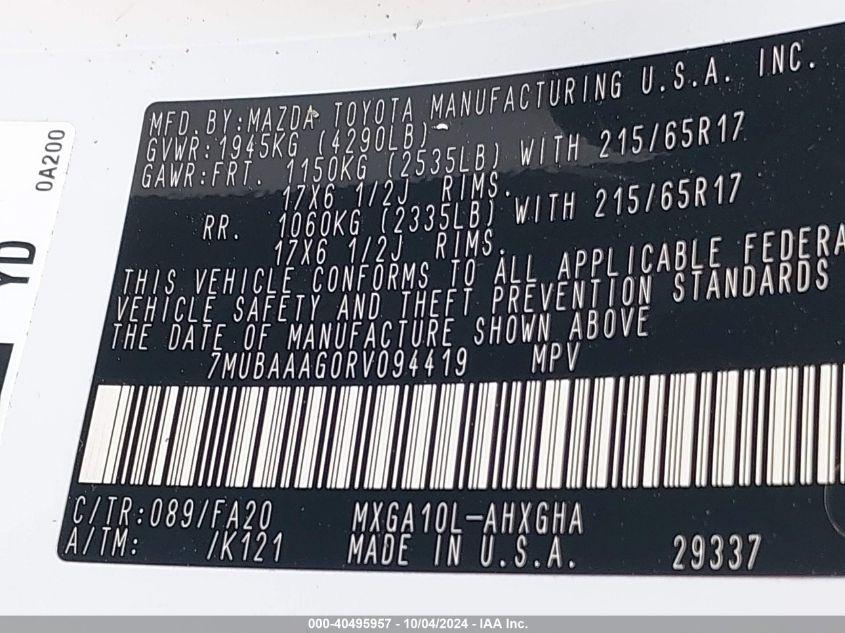 MFD.BY:MAZDA TOYOTA MANUFACTURING U.S.A. INC.
GVWR:1945KG (4290LB)
GAWR:FRT. 1150KG (2535LB) WITH 215/65R17
17X6 1/2J RIMS.
RR. 1060KG (2335LB) WITH 215/65R17
17X6 1/2J RIMS.
THIS VEHICLE CONFORMS TO ALL APPLICABLE FEDERA
VEHICLE SAFETY AND THEFT PREVENTION STANDARDS
THE DATE OF MANUFACTURE SHOWN ABOVE
7MUBAAAG0RV094419 MPV
C/TR:089/FA20 MXGA10L-AHXGHA
A/TM: /K121 MADE IN U.S.A. 29337
0A200
YD
000-40495957 - 10/04/2024 - IAA Inc.